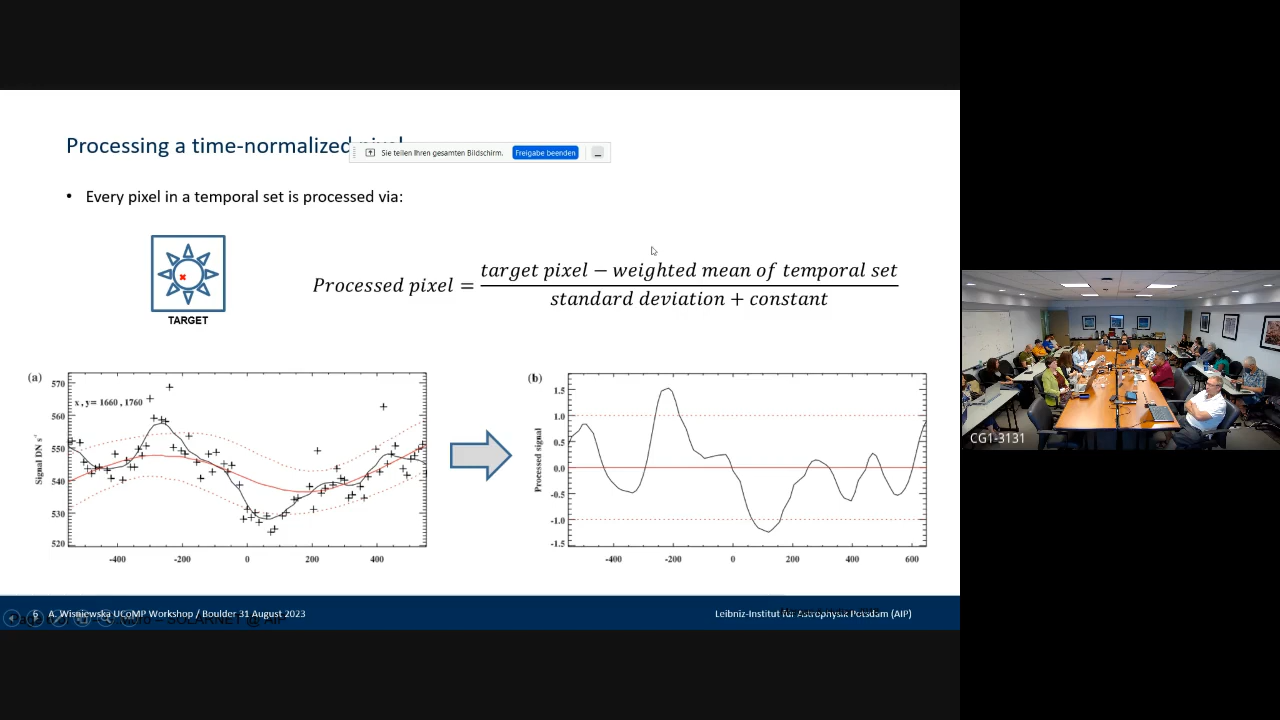 Processing a time-normalized
Sie teilen Ihren gesamten Bildschirm. Freigabe beenden
• Every pixel in a temporal set is processed via:
TARGET
Processed pixel = target pixel − weighted mean of temporal set
standard deviation + constant
(a)
x , y = 1660 , 1760
Signal DN s⁻¹
570
560
550
540
530
520
-400 -200 0 200 400
(b)
Processed signal
1.5
1.0
0.5
0.0
-0.5
-1.0
-1.5
-400 -200 0 200 400 600
CG1-3131
6 A. Wisniewska UCoMP Workshop / Boulder 31 August 2023
Leibniz-Institut für Astrophysik Potsdam (AIP)